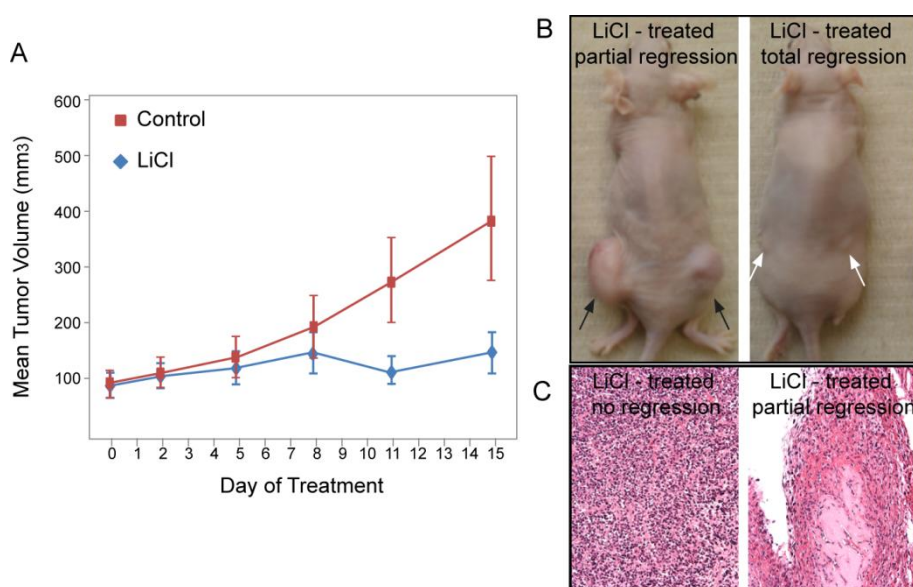 A
600
500
400
300
200
100
Mean Tumor Volume (mm3)
Control
LiCl
0 1 2 3 4 5 6 7 8 9 10 11 12 13 14 15
Day of Treatment
B
LiCl - treated
partial regression
LiCl - treated
total regression
C
LiCl - treated
no regression
LiCl - treated
partial regression